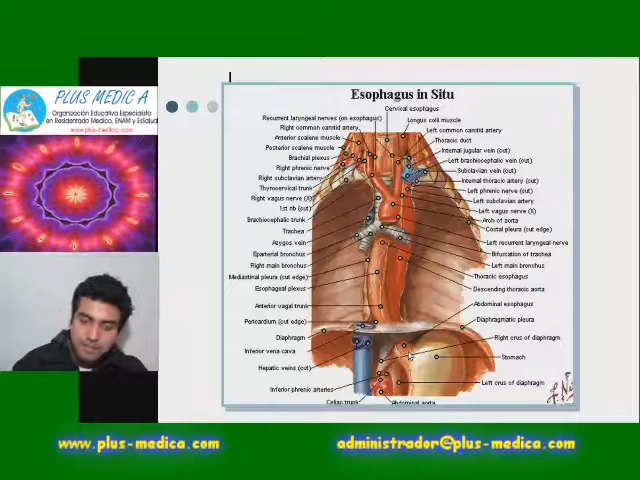 PLUS MEDIC A
Organización Educativa Especialista
en Residentado Medico, ENAM y EsSalud
www.plus-medica.com
Esophagus in Situ
Cervical esophagus
Recurrent laryngeal nerves (on esophagus)
Longus colli muscle
Right common carotid artery
Left common carotid artery
Anterior scalene muscle
Thoracic duct
Posterior scalene muscle
Internal jugular vein (cut)
Brachial plexus
Left brachiocephalic vein (cut)
Right phrenic nerve
Subclavian vein (cut)
Right subclavian artery
Internal thoracic artery (cut)
Thyrocervical trunk
Left phrenic nerve (cut)
Right vagus nerve (X)
Left subclavian artery
1st rib (cut)
Left vagus nerve (X)
Brachiocephalic trunk
Arch of aorta
Trachea
Costal pleura (cut edge)
Azygos vein
Left recurrent laryngeal nerve
Eparterial bronchus
Bifurcation of trachea
Right main bronchus
Left main bronchus
Mediastinal pleura (cut edge)
Thoracic esophagus
Esophageal plexus
Descending thoracic aorta
Anterior vagal trunk
Abdominal esophagus
Pericardium (cut edge)
Diaphragmatic pleura
Diaphragm
Right crus of diaphragm
Inferior vena cava
Stomach
Hepatic veins (cut)
Left crus of diaphragm
Inferior phrenic arteries
Celiac trunk
Abdominal aorta
www.plus-medica.com
administrador@plus-medica.com